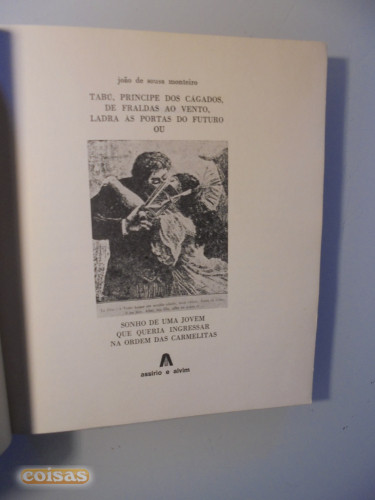 joão de sousa monteiro
TABÚ, PRINCIPE DOS CAGADOS,
DE FRALDAS AO VENTO,
LADRA AS PORTAS DO FUTURO
OU
SONHO DE UMA JOVEM
QUE QUERIA INGRESSAR
NA ORDEM DAS CARMELITAS
assírio e alvim
coisas